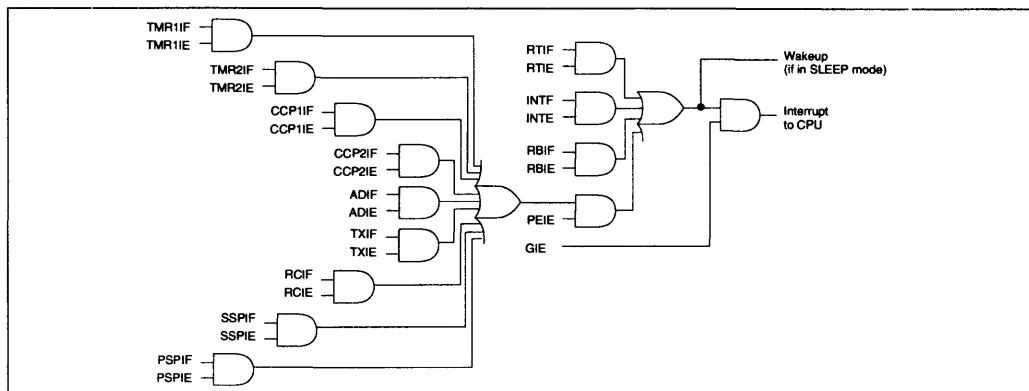 TMR1IF
TMR1IE
TMR2IF
TMR2IE
CCP1IF
CCP1IE
CCP2IF
CCP2IE
ADIF
ADIE
TXIF
TXIE
RCIF
RCIE
SSPIF
SSPIE
PSPIF
PSPIE
RTIF
RTIE
INTF
INTE
RBIF
RBIE
PEIE
GIE
Wakeup
(if in SLEEP mode)
Interrupt
to CPU